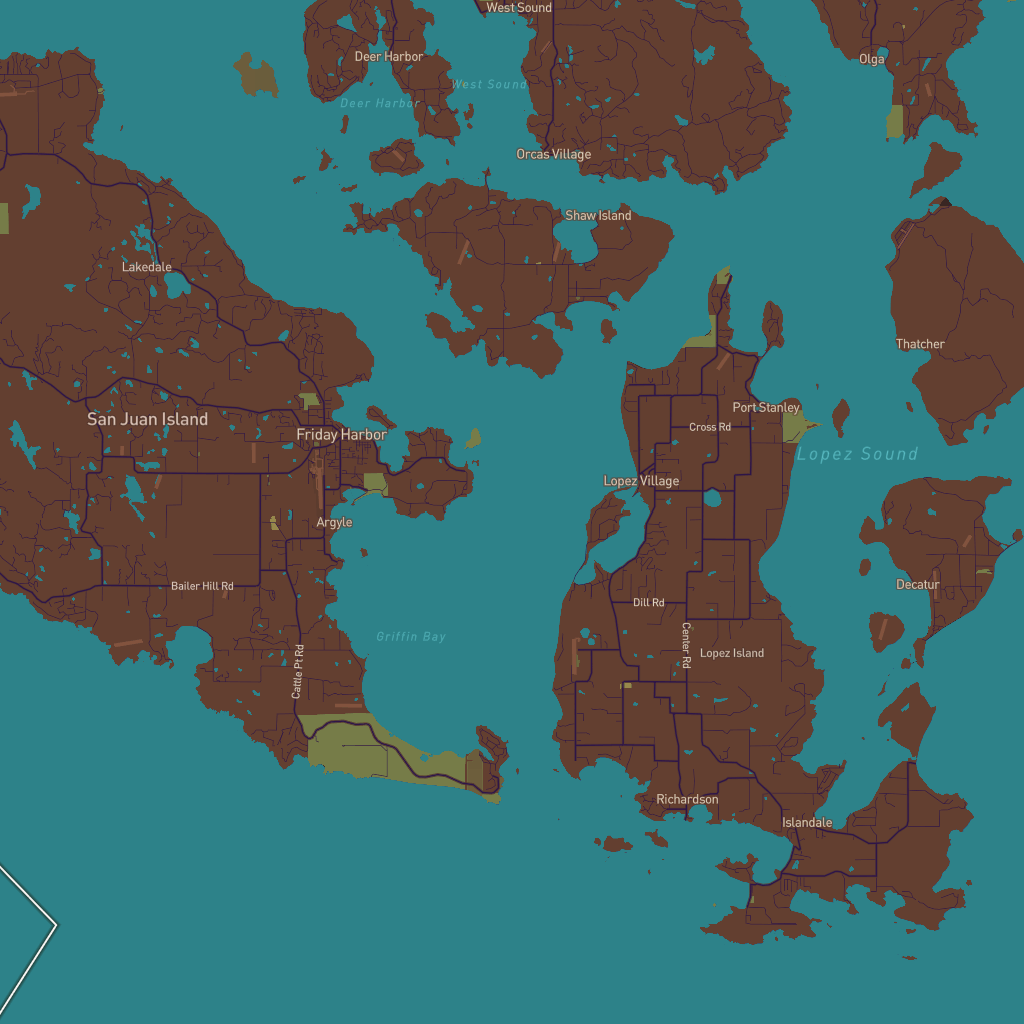 West Sound
Deer Harbor
Olga
West Sound
Deer Harbor
Orcas Village
Shaw Island
Lakedale
Thatcher
Port Stanley
San Juan Island
Cross Rd
Friday Harbor
Lopez Sound
Lopez Village
Argyle
Bailer Hill Rd
Decatur
Dill Rd
Griffin Bay
Center Rd
Lopez Island
Cattle Pt Rd
Richardson
Islandale